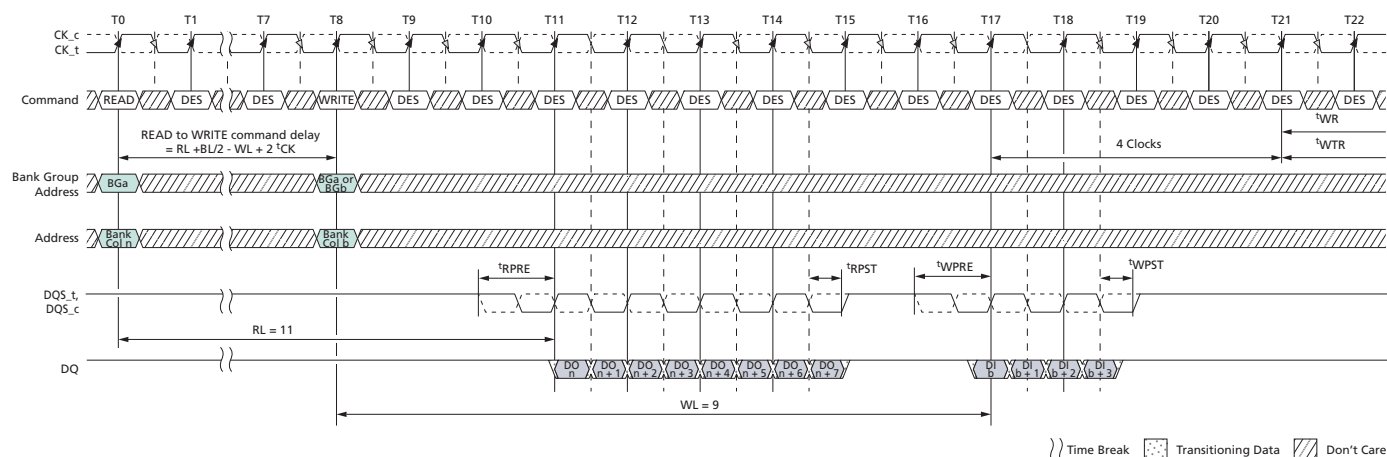 T0 T1 T7 T8 T9 T10 T11 T12 T13 T14 T15 T16 T17 T18 T19 T20 T21 T22
CK_c
CK_t
Command READ DES DES WRITE DES DES DES DES DES DES DES DES DES DES DES DES DES DES
tWR
READ to WRITE command delay
= RL +BL/2 - WL + 2 tCK
4 Clocks
tWTR
Bank Group
Address
BGa
BGa or
BGb
Address
Bank
Col n
Bank
Col b
tRPRE tRPST tWPRE tWPST
DQS_t,
DQS_c
RL = 11
DQ
DO
n
DO
n + 1
DO
n + 2
DO
n + 3
DO
n + 4
DO
n + 5
DO
n + 6
DO
n + 7
DI
b
DI
b + 1
DI
b + 2
DI
b + 3
WL = 9
Time Break Transitioning Data Don't Care